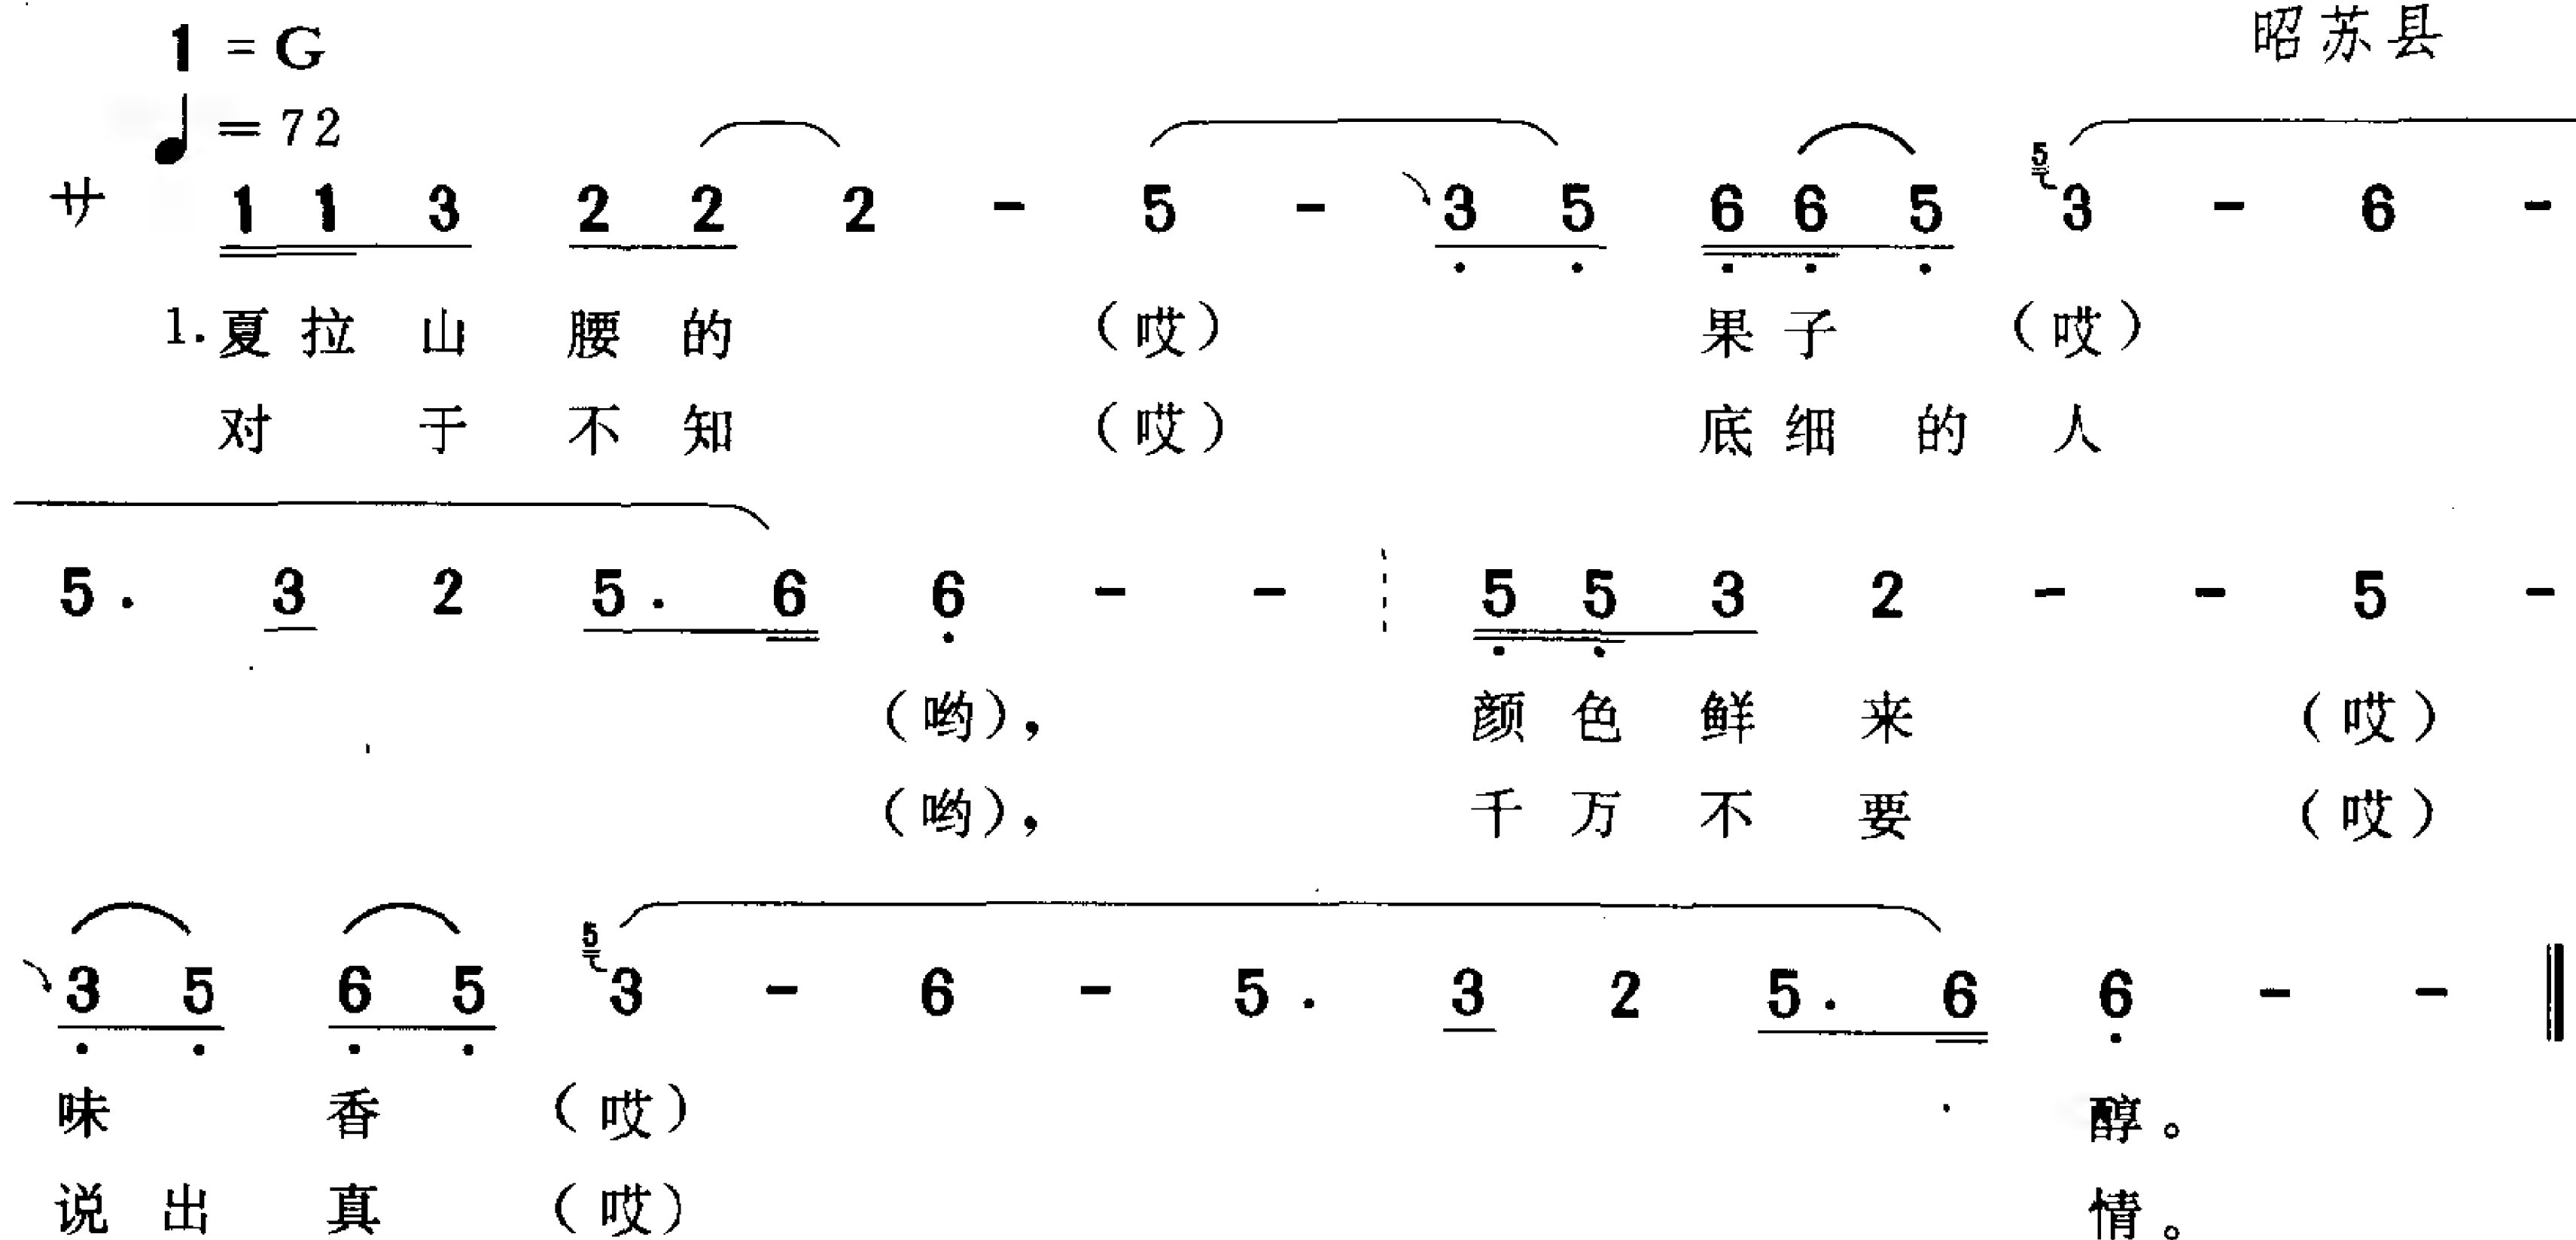 1 = G 昭苏县
♩ = 72
サ 1 1 3 2 2 2 - 5 - 3 5 6 6 5 5 3 - 6 -
1. 夏 拉 山 腰 的 （哎） 果 子 （哎）
对 于 不 知 （哎） 底 细 的 人
5 . 3 2 5 . 6 6 - - 5 5 3 2 - - 5 -
（哟）， 颜 色 鲜 来 （哎）
（哟）， 千 万 不 要 （哎）
3 5 6 5 5 3 - 6 - 5 . 3 2 5 . 6 6 - -
味 香 （哎） 醇。
说 出 真 （哎） 情。